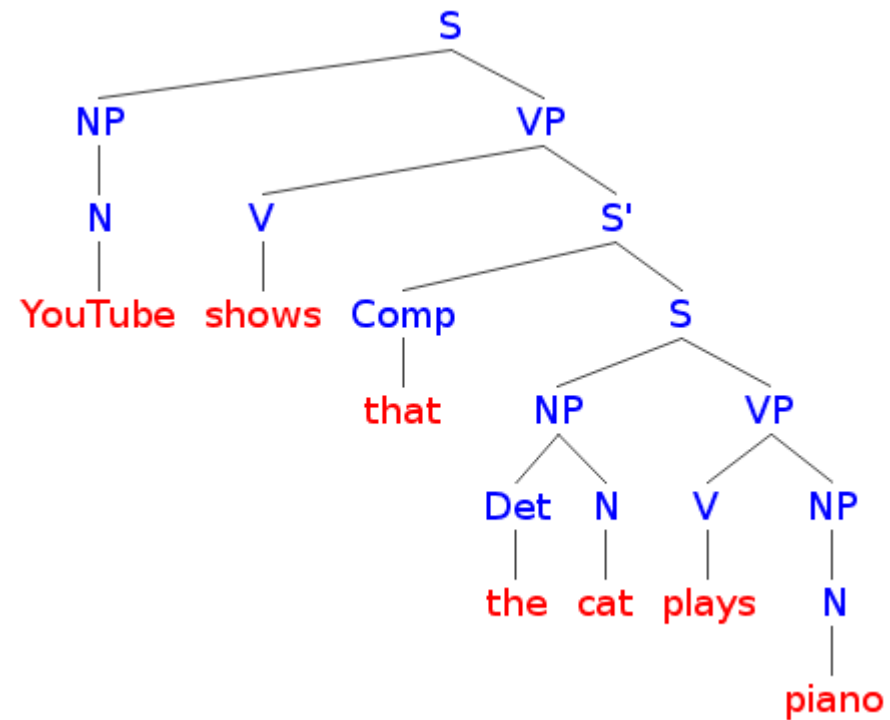 S
NP VP
N V S'
YouTube shows Comp S
that NP VP
Det N V NP
the cat plays N
piano